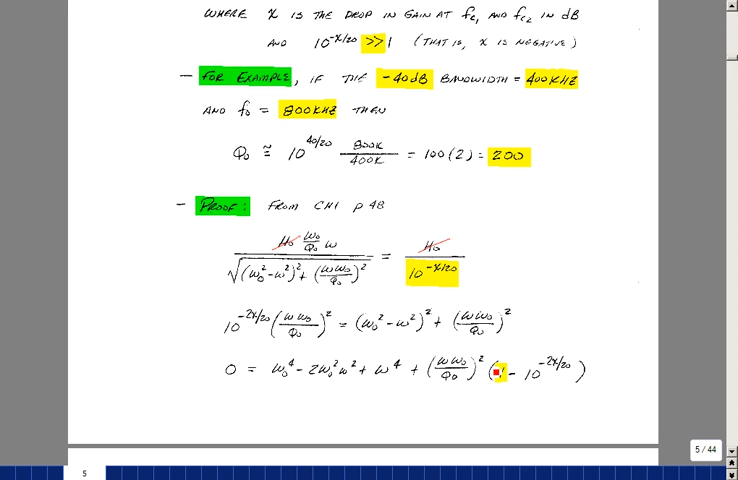 WHERE X IS THE DROP IN GAIN AT fc1 AND fc2 IN dB
AND 10^(-X/20) >> 1 (THAT IS, X IS NEGATIVE)
- FOR EXAMPLE, IF THE -40dB BANDWIDTH = 400KHZ
AND f0 = 800KHZ THEN
Q0 ≅ 10^(40/20) 800K/400K = 100(2) = 200
- PROOF: FROM CH1 P 48
H0 (ω0/Q0) ω / √((ω0² - ω²)² + (ωω0/Q0)²) = H0 / 10^(-X/20)
10^(-2X/20) (ωω0/Q0)² = (ω0² - ω²)² + (ωω0/Q0)²
0 = ω0⁴ - 2ω0²ω² + ω⁴ + (ωω0/Q0)² (1 - 10^(-2X/20))
5 / 44
5